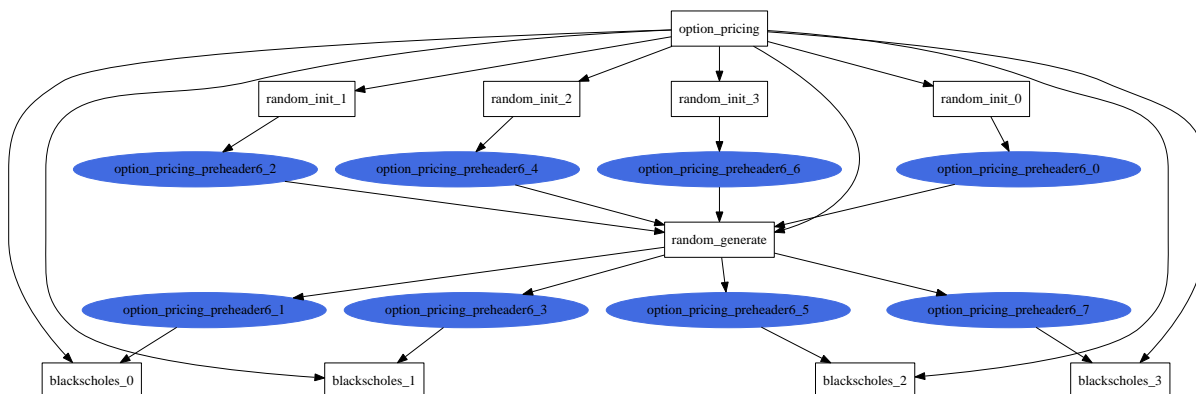 option_pricing
random_init_1
random_init_2
random_init_3
random_init_0
option_pricing_preheader6_2
option_pricing_preheader6_4
option_pricing_preheader6_6
option_pricing_preheader6_0
random_generate
option_pricing_preheader6_1
option_pricing_preheader6_3
option_pricing_preheader6_5
option_pricing_preheader6_7
blackscholes_0
blackscholes_1
blackscholes_2
blackscholes_3